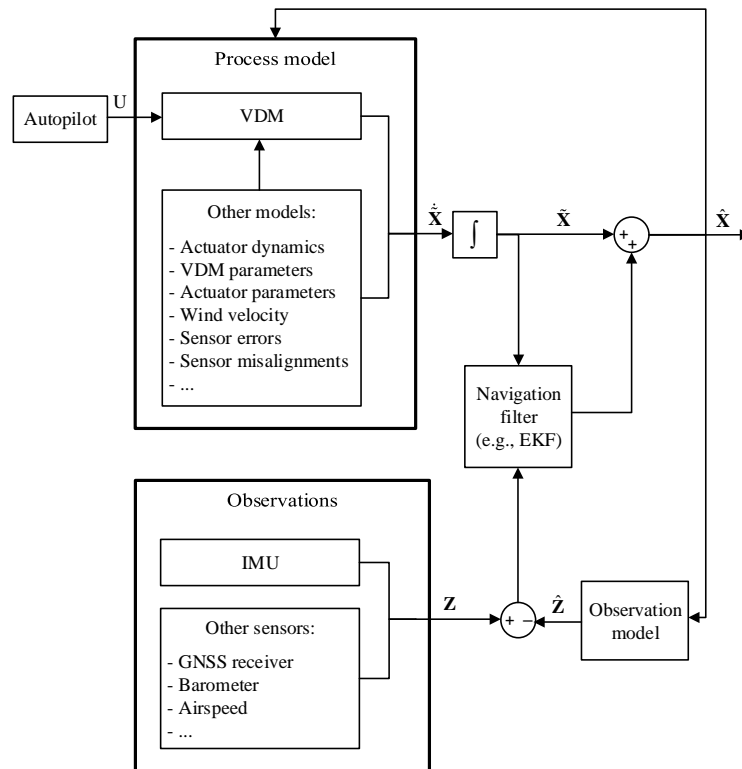 Process model
U
Autopilot
VDM
Other models:
- Actuator dynamics
- VDM parameters
- Actuator parameters
- Wind velocity
- Sensor errors
- Sensor misalignments
- ...
Ẋ̃
∫
X̃
+
+
X̂
Navigation
filter
(e.g., EKF)
Observations
IMU
Other sensors:
- GNSS receiver
- Barometer
- Airspeed
- ...
Z
+ −
Ẑ
Observation
model